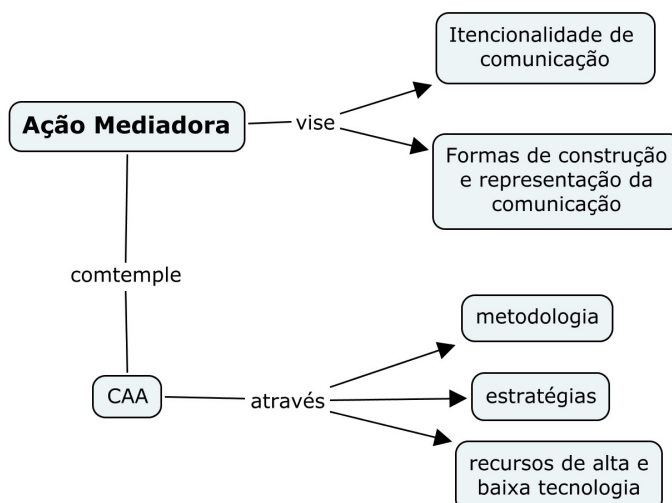 Itencionalidade de
comunicação
Ação Mediadora
vise
Formas de construção
e representação da
comunicação
comtemple
metodologia
CAA
através
estratégias
recursos de alta e
baixa tecnologia